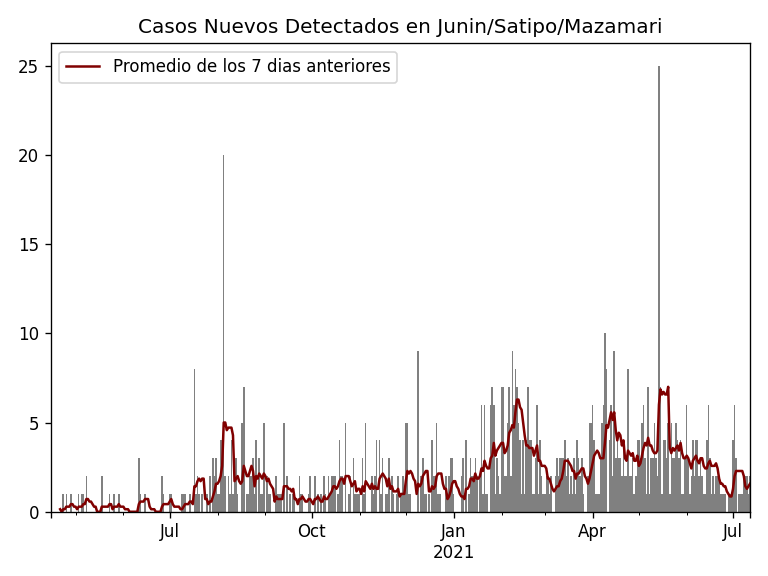 Casos Nuevos Detectados en Junin/Satipo/Mazamari
Promedio de los 7 dias anteriores
25
20
15
10
5
0
Jul
Oct
Jan
2021
Apr
Jul